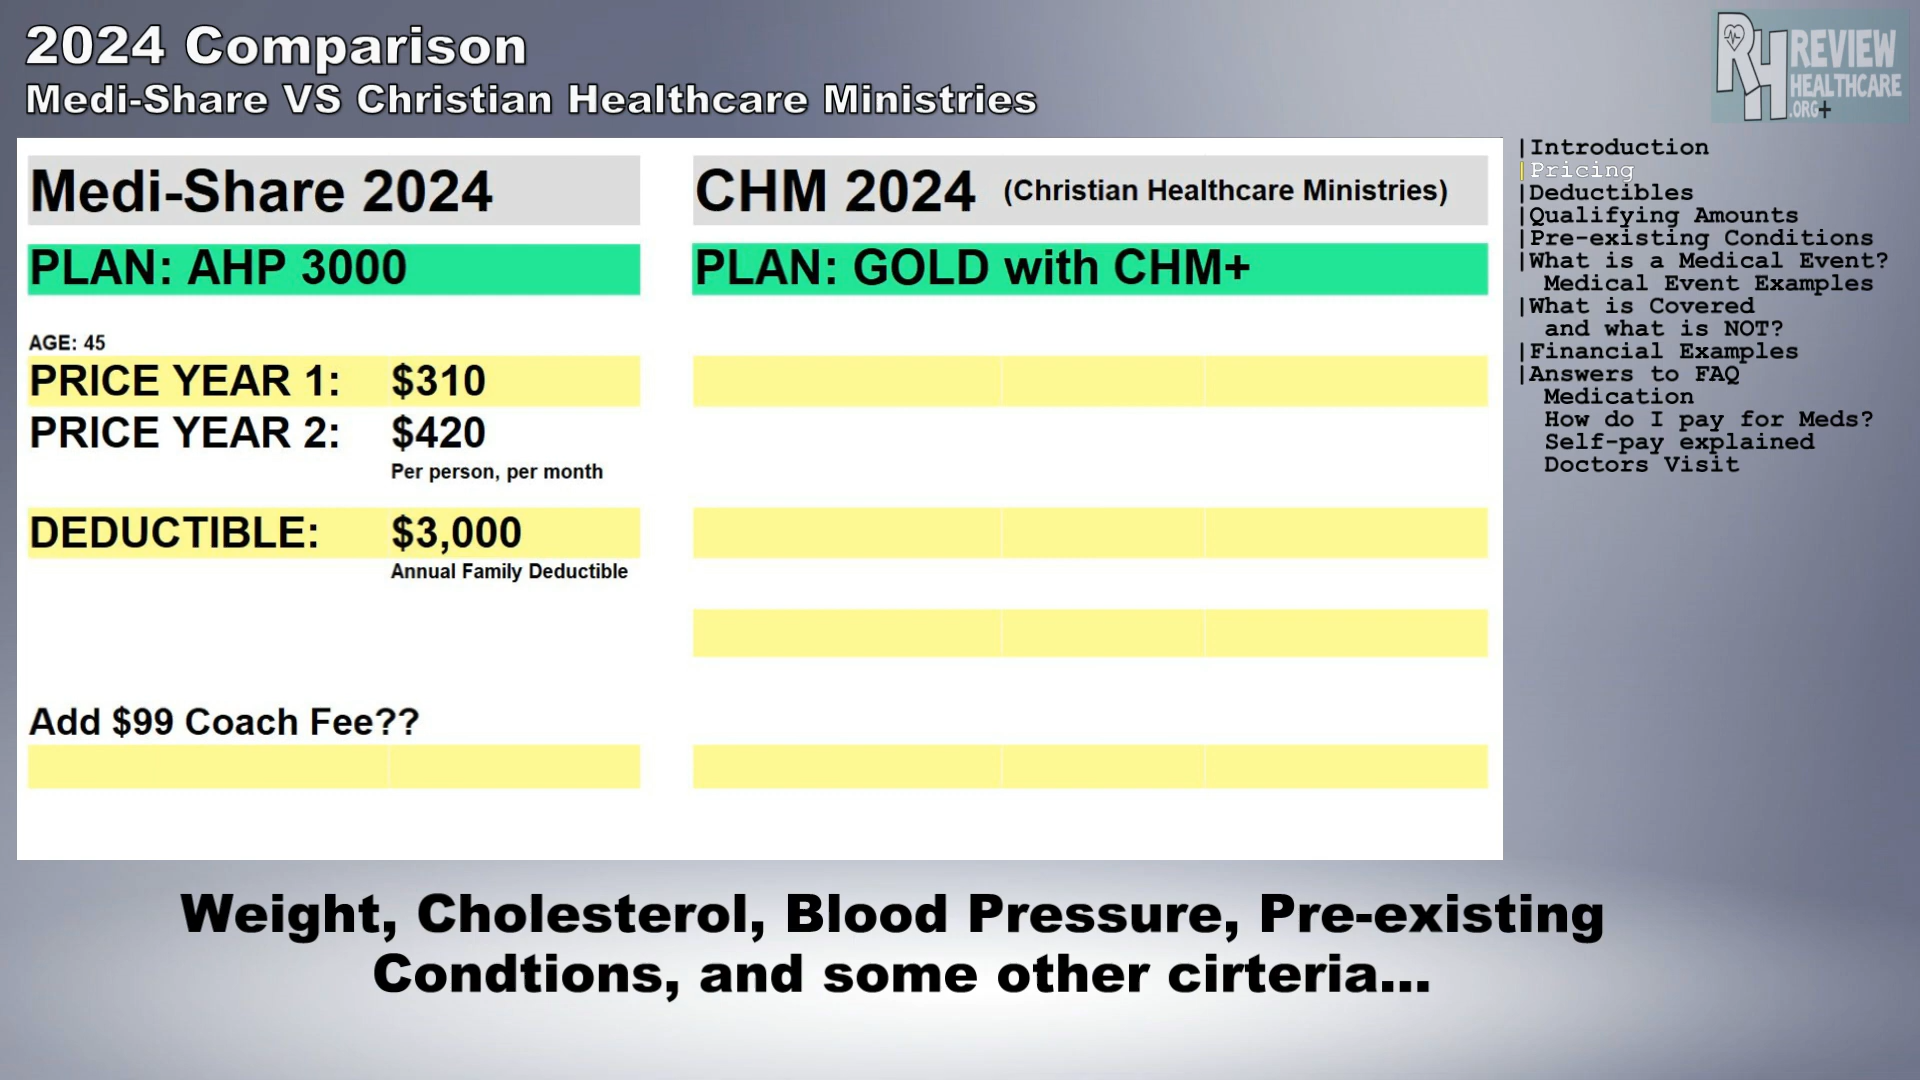 2024 Comparison
Medi-Share VS Christian Healthcare Ministries
RH REVIEW
HEALTHCARE
.ORG+
Medi-Share 2024
PLAN: AHP 3000
AGE: 45
PRICE YEAR 1: $310
PRICE YEAR 2: $420
Per person, per month
DEDUCTIBLE: $3,000
Annual Family Deductible
Add $99 Coach Fee??
CHM 2024 (Christian Healthcare Ministries)
PLAN: GOLD with CHM+
|Introduction
|Pricing
|Deductibles
|Qualifying Amounts
|Pre-existing Conditions
|What is a Medical Event?
Medical Event Examples
|What is Covered
and what is NOT?
|Financial Examples
|Answers to FAQ
Medication
How do I pay for Meds?
Self-pay explained
Doctors Visit
Weight, Cholesterol, Blood Pressure, Pre-existing
Condtions, and some other cirteria...